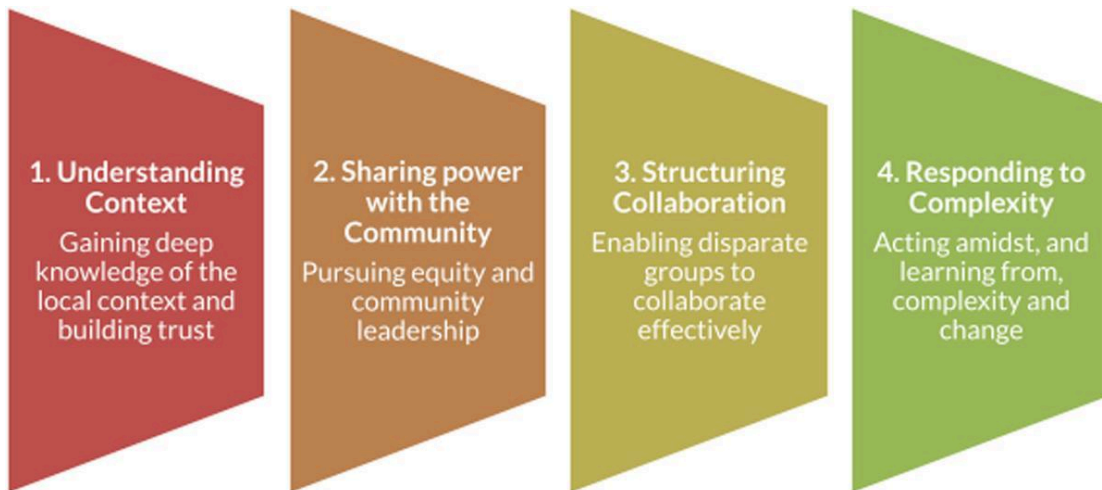 1. Understanding
Context
Gaining deep
knowledge of the
local context and
building trust
2. Sharing power
with the
Community
Pursuing equity and
community
leadership
3. Structuring
Collaboration
Enabling disparate
groups to
collaborate
effectively
4. Responding to
Complexity
Acting amidst, and
learning from,
complexity and
change